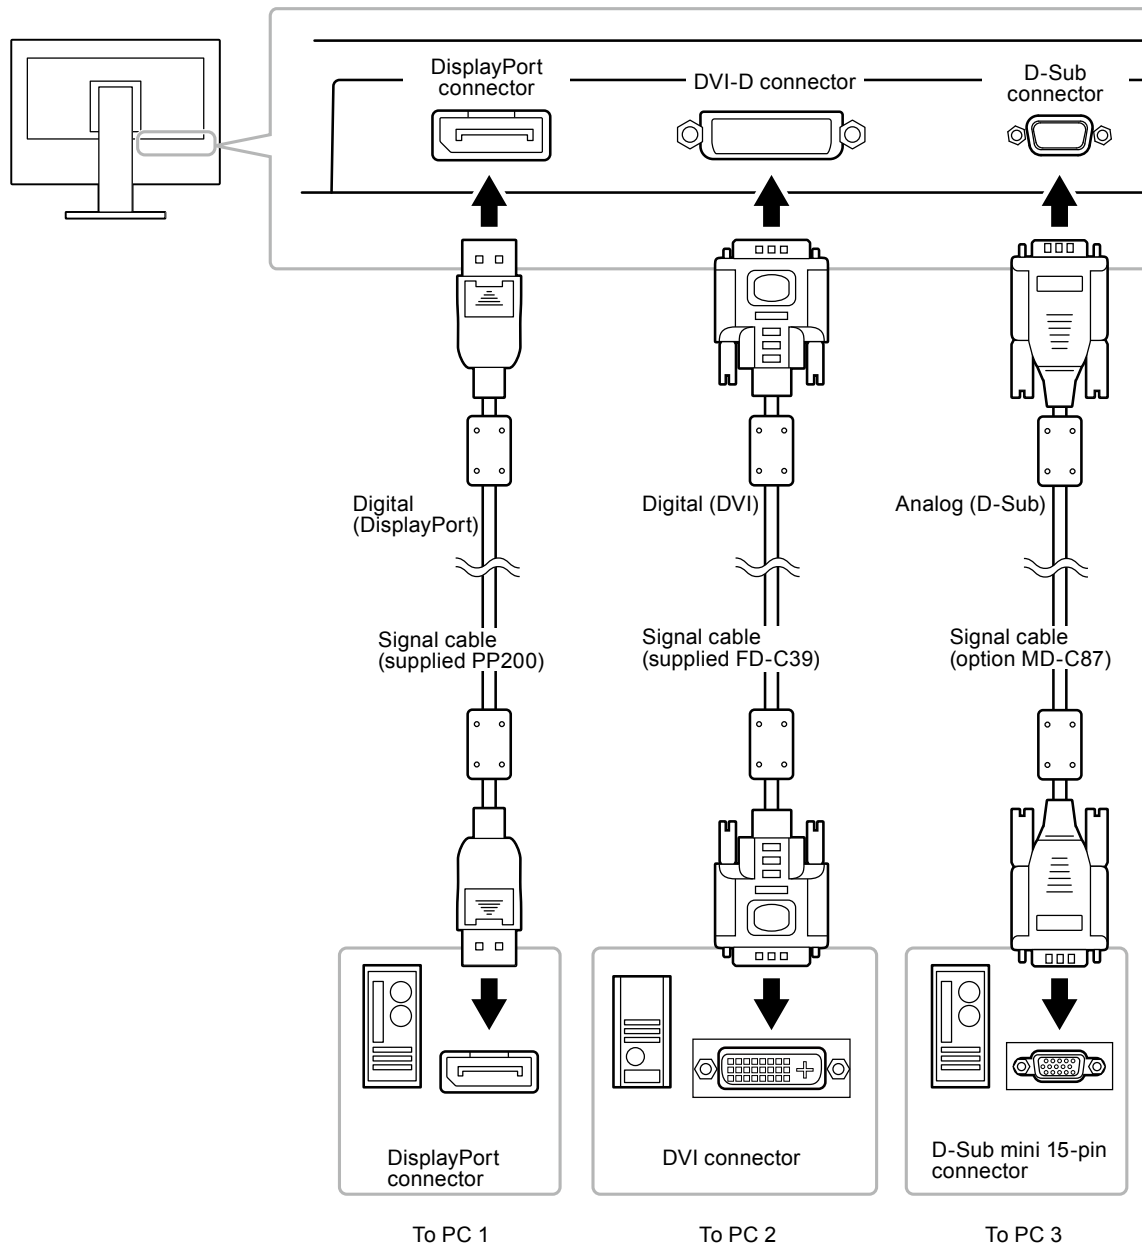 DisplayPort
connector
DVI-D connector
D-Sub
connector
Digital
(DisplayPort)
Digital (DVI)
Analog (D-Sub)
Signal cable
(supplied PP200)
Signal cable
(supplied FD-C39)
Signal cable
(option MD-C87)
DisplayPort
connector
DVI connector
D-Sub mini 15-pin
connector
To PC 1
To PC 2
To PC 3